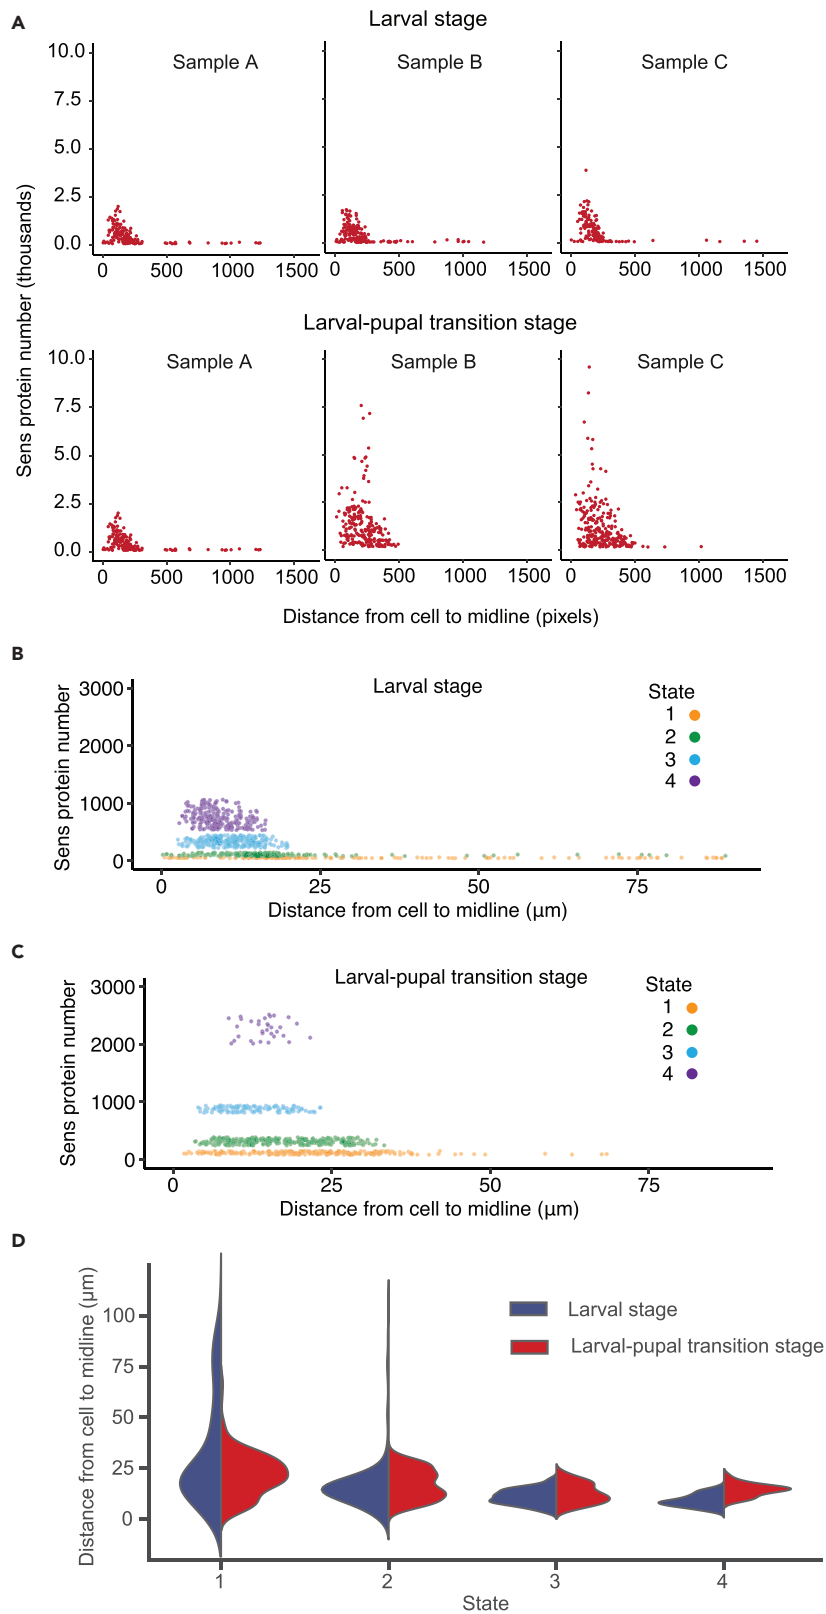 A
Larval stage
Sample A
Sample B
Sample C
10.0
7.5
5.0
2.5
0.0
0 500 1000 1500
0 500 1000 1500
0 500 1000 1500
Sens protein number (thousands)
Larval-pupal transition stage
Sample A
Sample B
Sample C
10.0
7.5
5.0
2.5
0.0
0 500 1000 1500
0 500 1000 1500
0 500 1000 1500
Distance from cell to midline (pixels)
B
Larval stage
Sens protein number
3000
2000
1000
0
State
1
2
3
4
0 25 50 75
Distance from cell to midline (μm)
C
Larval-pupal transition stage
Sens protein number
3000
2000
1000
0
State
1
2
3
4
0 25 50 75
Distance from cell to midline (μm)
D
Distance from cell to midline (μm)
100
75
50
25
0
Larval stage
Larval-pupal transition stage
1 2 3 4
State